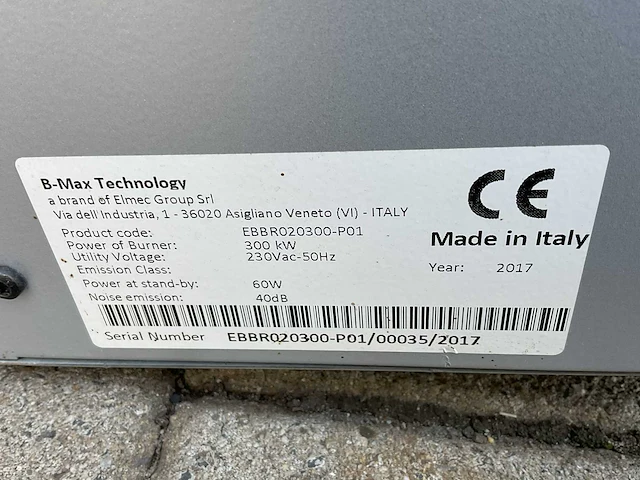 B-Max Technology
a brand of Elmec Group Srl
Via dell Industria, 1 - 36020 Asigliano Veneto (VI) - ITALY
Product code: EBBR020300-P01
Power of Burner: 300 kW
Utility Voltage: 230Vac-50Hz
Emission Class:
Power at stand-by: 60W
Noise emission: 40dB
CE
Made in Italy
Year: 2017
Serial Number EBBR020300-P01/00035/2017